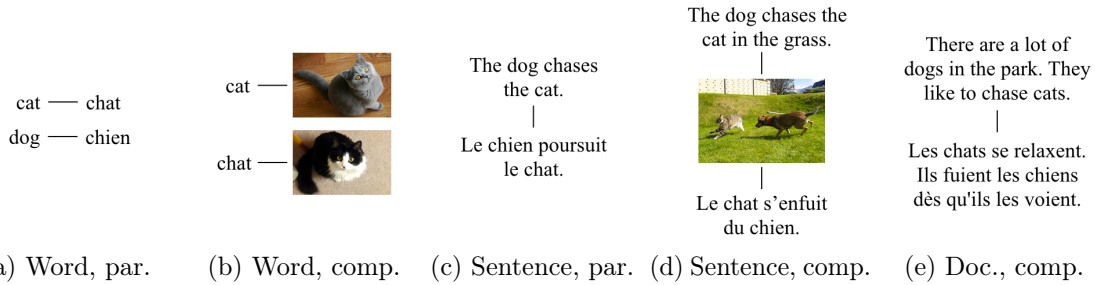 cat — chat
dog — chien
cat
chat
The dog chases
the cat.
Le chien poursuit
le chat.
The dog chases the
cat in the grass.
Le chat s'enfuit
du chien.
There are a lot of
dogs in the park. They
like to chase cats.
Les chats se relaxent.
Ils fuient les chiens
dès qu'ils les voient.
) Word, par.
(b) Word, comp.
(c) Sentence, par.
(d) Sentence, comp.
(e) Doc., comp.